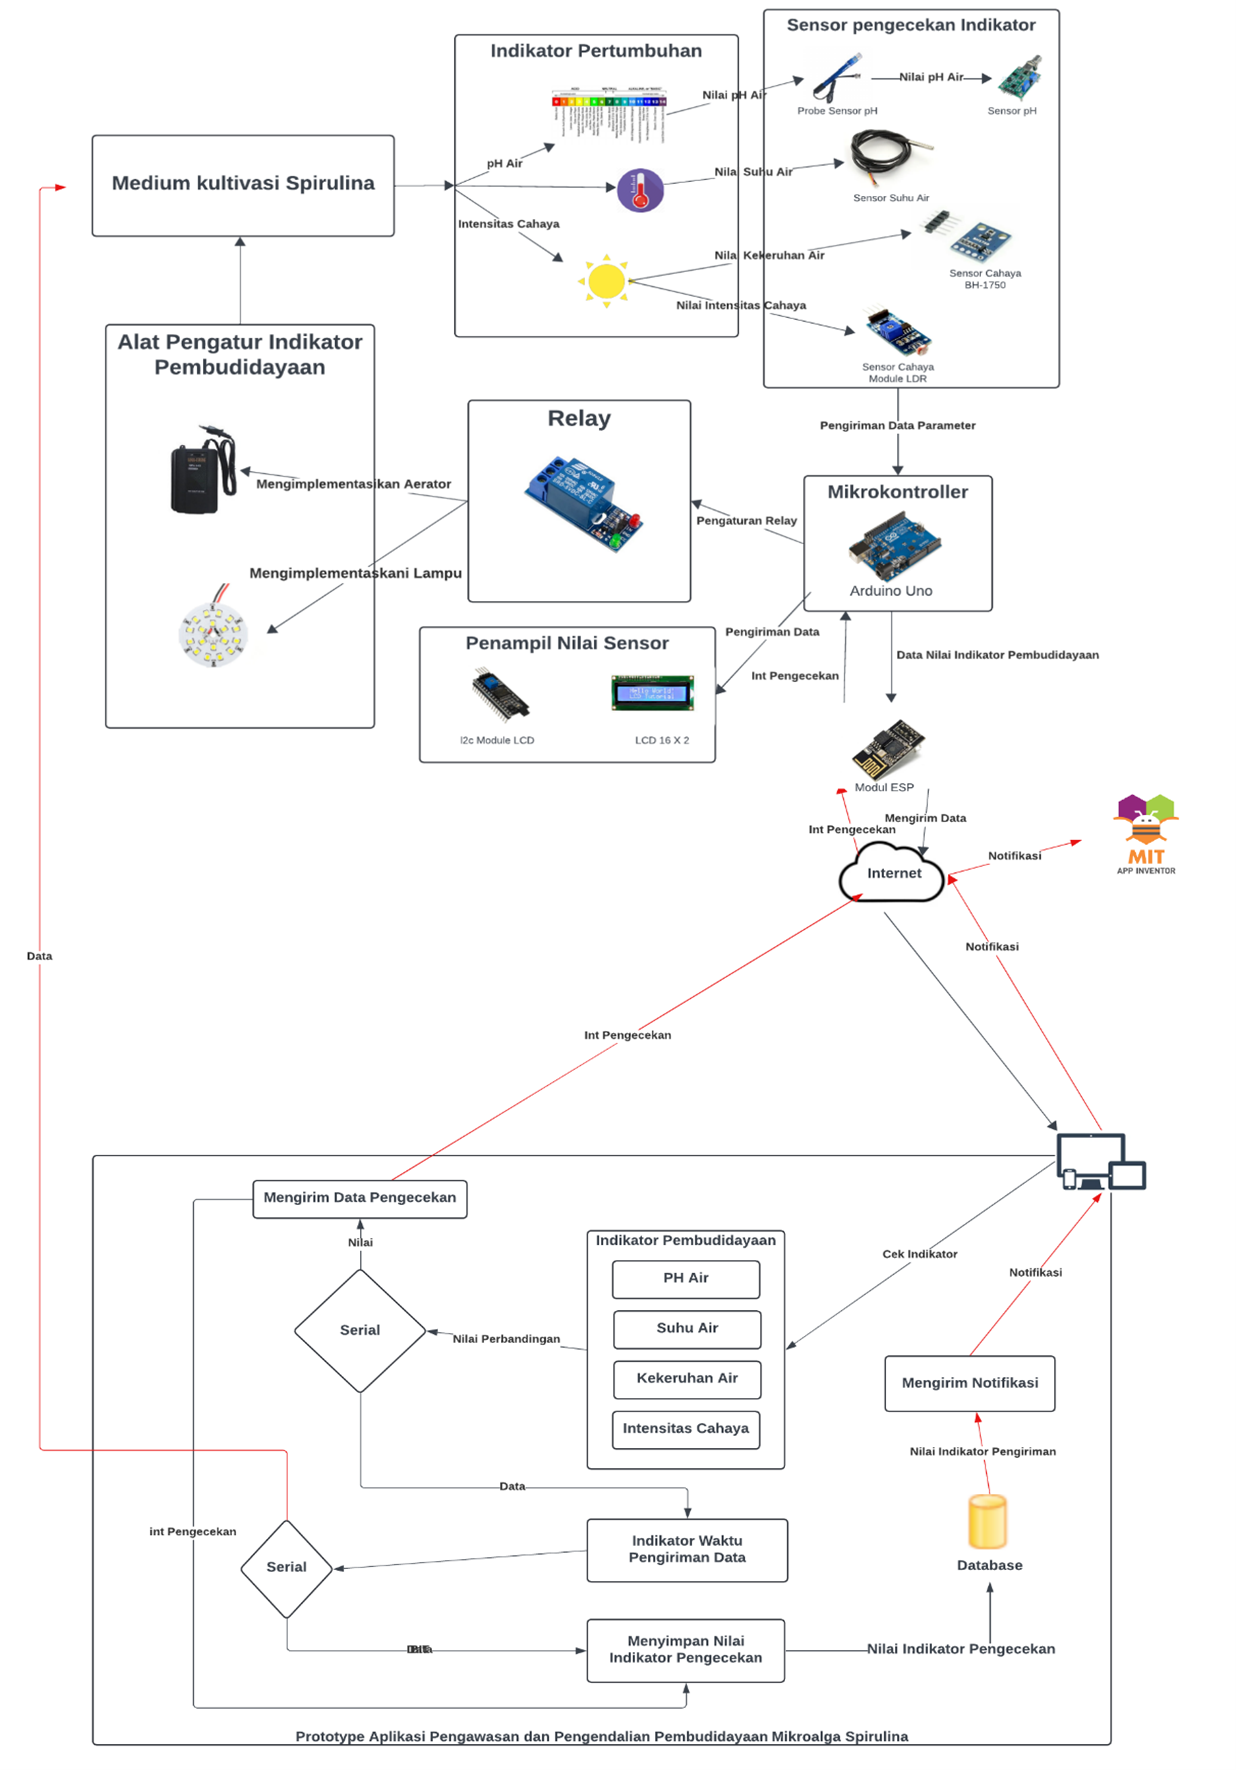 Sensor pengecekan Indikator
Indikator Pertumbuhan
Nilai pH Air
Nilai pH Air
Probe Sensor pH
Sensor pH
pH Air
Medium kultivasi Spirulina
Nilai Suhu Air
Sensor Suhu Air
Intensitas Cahaya
Nilai Kekeruhan Air
Sensor Cahaya
BH-1750
Nilai Intensitas Cahaya
Alat Pengatur Indikator
Pembudidayaan
Sensor Cahaya
Module LDR
Relay
Pengiriman Data Parameter
Mikrokontroller
Mengimplementasikan Aerator
Pengaturan Relay
Mengimplementaskani Lampu
Arduino Uno
Penampil Nilai Sensor
Pengiriman Data
Data Nilai Indikator Pembudidayaan
Int Pengecekan
Hello World!
LCD Tutorial
I2c Module LCD
LCD 16 X 2
Modul ESP
Int Pengecekan
Mengirim Data
Notifikasi
MIT
APP INVENTOR
Internet
Notifikasi
Data
Int Pengecekan
Mengirim Data Pengecekan
Nilai
Indikator Pembudidayaan
Cek Indikator
PH Air
Notifikasi
Serial
Suhu Air
Nilai Perbandingan
Kekeruhan Air
Mengirim Notifikasi
Intensitas Cahaya
Nilai Indikator Pengiriman
Data
int Pengecekan
Indikator Waktu
Pengiriman Data
Serial
Database
Data
Menyimpan Nilai
Indikator Pengecekan
Nilai Indikator Pengecekan
Prototype Aplikasi Pengawasan dan Pengendalian Pembudidayaan Mikroalga Spirulina